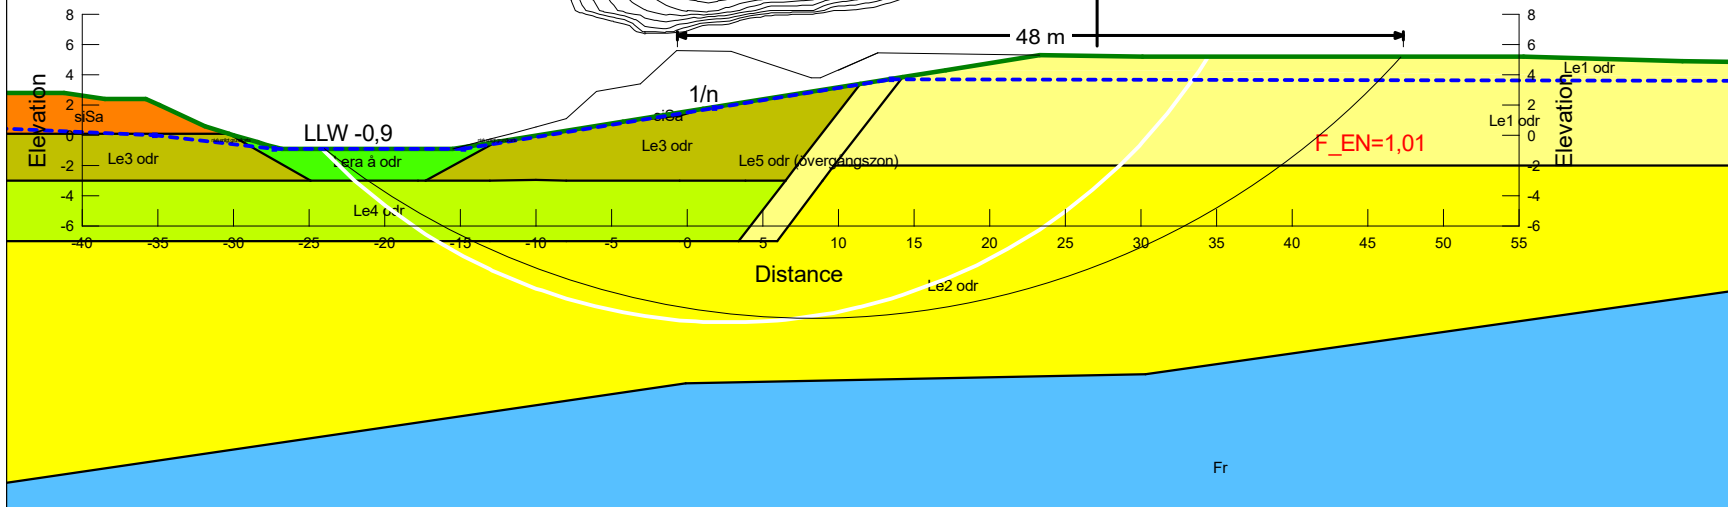 8
8
48 m
6
6
4
4
Le1 odr
2
2
1/n
siSa
siSa
Le1 odr
LLW -0,9
0
0
F_EN=1,01
Le3 odr
Lera å odr
Le3 odr
Le5 odr (övergångszon)
Elevation
Elevation
-2
-2
-4
-4
Le4 odr
-6
-6
-40 -35 -30 -25 -20 -15 -10 -5 0 5 10 15 20 25 30 35 40 45 50 55
Distance
Le2 odr
Fr